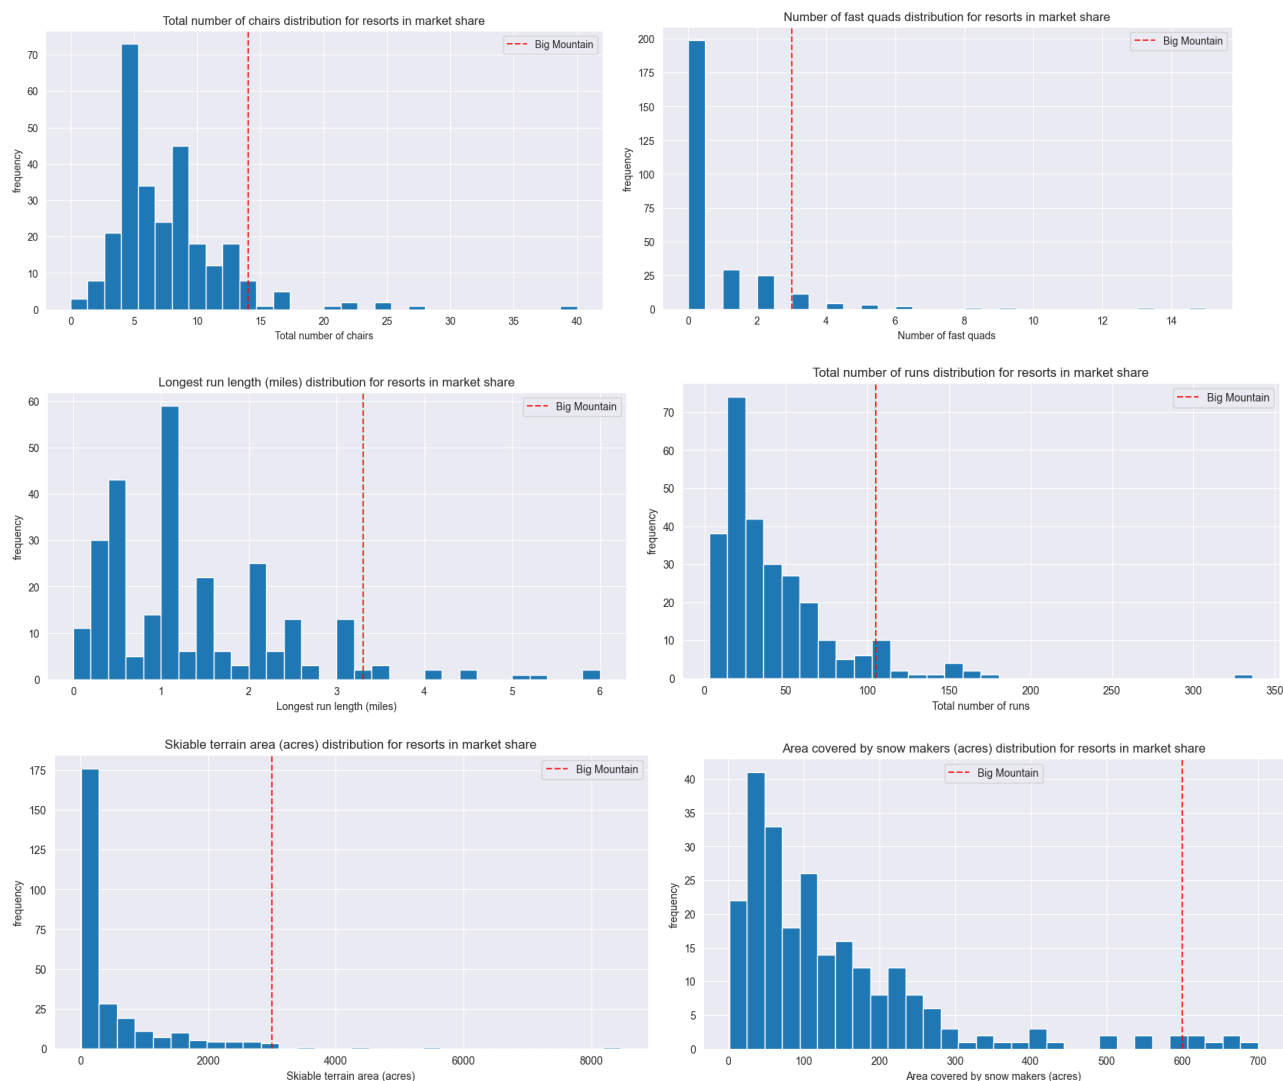 Total number of chairs distribution for resorts in market share
Big Mountain
frequency
70
60
50
40
30
20
10
0
0 5 10 15 20 25 30 35 40
Total number of chairs
Number of fast quads distribution for resorts in market share
Big Mountain
frequency
200
175
150
125
100
75
50
25
0
0 2 4 6 8 10 12 14
Number of fast quads
Longest run length (miles) distribution for resorts in market share
Big Mountain
frequency
60
50
40
30
20
10
0
0 1 2 3 4 5 6
Longest run length (miles)
Total number of runs distribution for resorts in market share
Big Mountain
frequency
70
60
50
40
30
20
10
0
0 50 100 150 200 250 300 350
Total number of runs
Skiable terrain area (acres) distribution for resorts in market share
Big Mountain
frequency
175
150
125
100
75
50
25
0
0 2000 4000 6000 8000
Skiable terrain area (acres)
Area covered by snow makers (acres) distribution for resorts in market share
Big Mountain
frequency
40
35
30
25
20
15
10
5
0
0 100 200 300 400 500 600 700
Area covered by snow makers (acres)